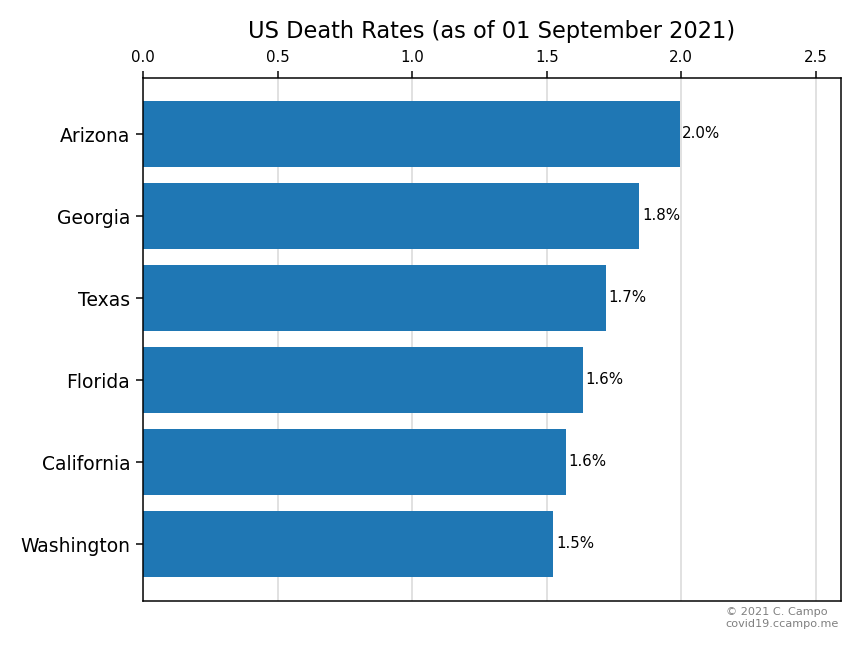 US Death Rates (as of 01 September 2021)
0.0 0.5 1.0 1.5 2.0 2.5
Arizona 2.0%
Georgia 1.8%
Texas 1.7%
Florida 1.6%
California 1.6%
Washington 1.5%
© 2021 C. Campo
covid19.ccampo.me